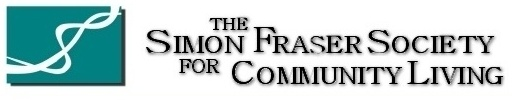 THE
SIMON FRASER SOCIETY
FOR COMMUNITY LIVING